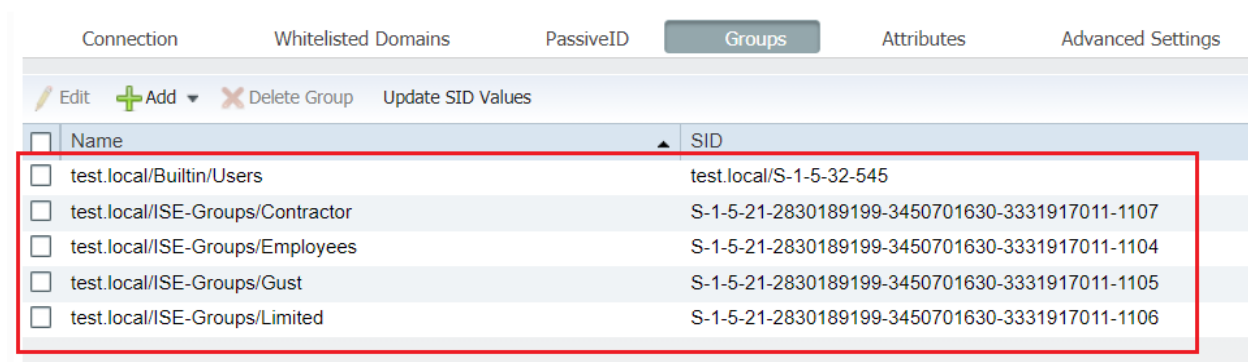 Connection Whitelisted Domains PassiveID Groups Attributes Advanced Settings
Edit Add Delete Group Update SID Values
Name SID
test.local/Builtin/Users test.local/S-1-5-32-545
test.local/ISE-Groups/Contractor S-1-5-21-2830189199-3450701630-3331917011-1107
test.local/ISE-Groups/Employees S-1-5-21-2830189199-3450701630-3331917011-1104
test.local/ISE-Groups/Gust S-1-5-21-2830189199-3450701630-3331917011-1105
test.local/ISE-Groups/Limited S-1-5-21-2830189199-3450701630-3331917011-1106